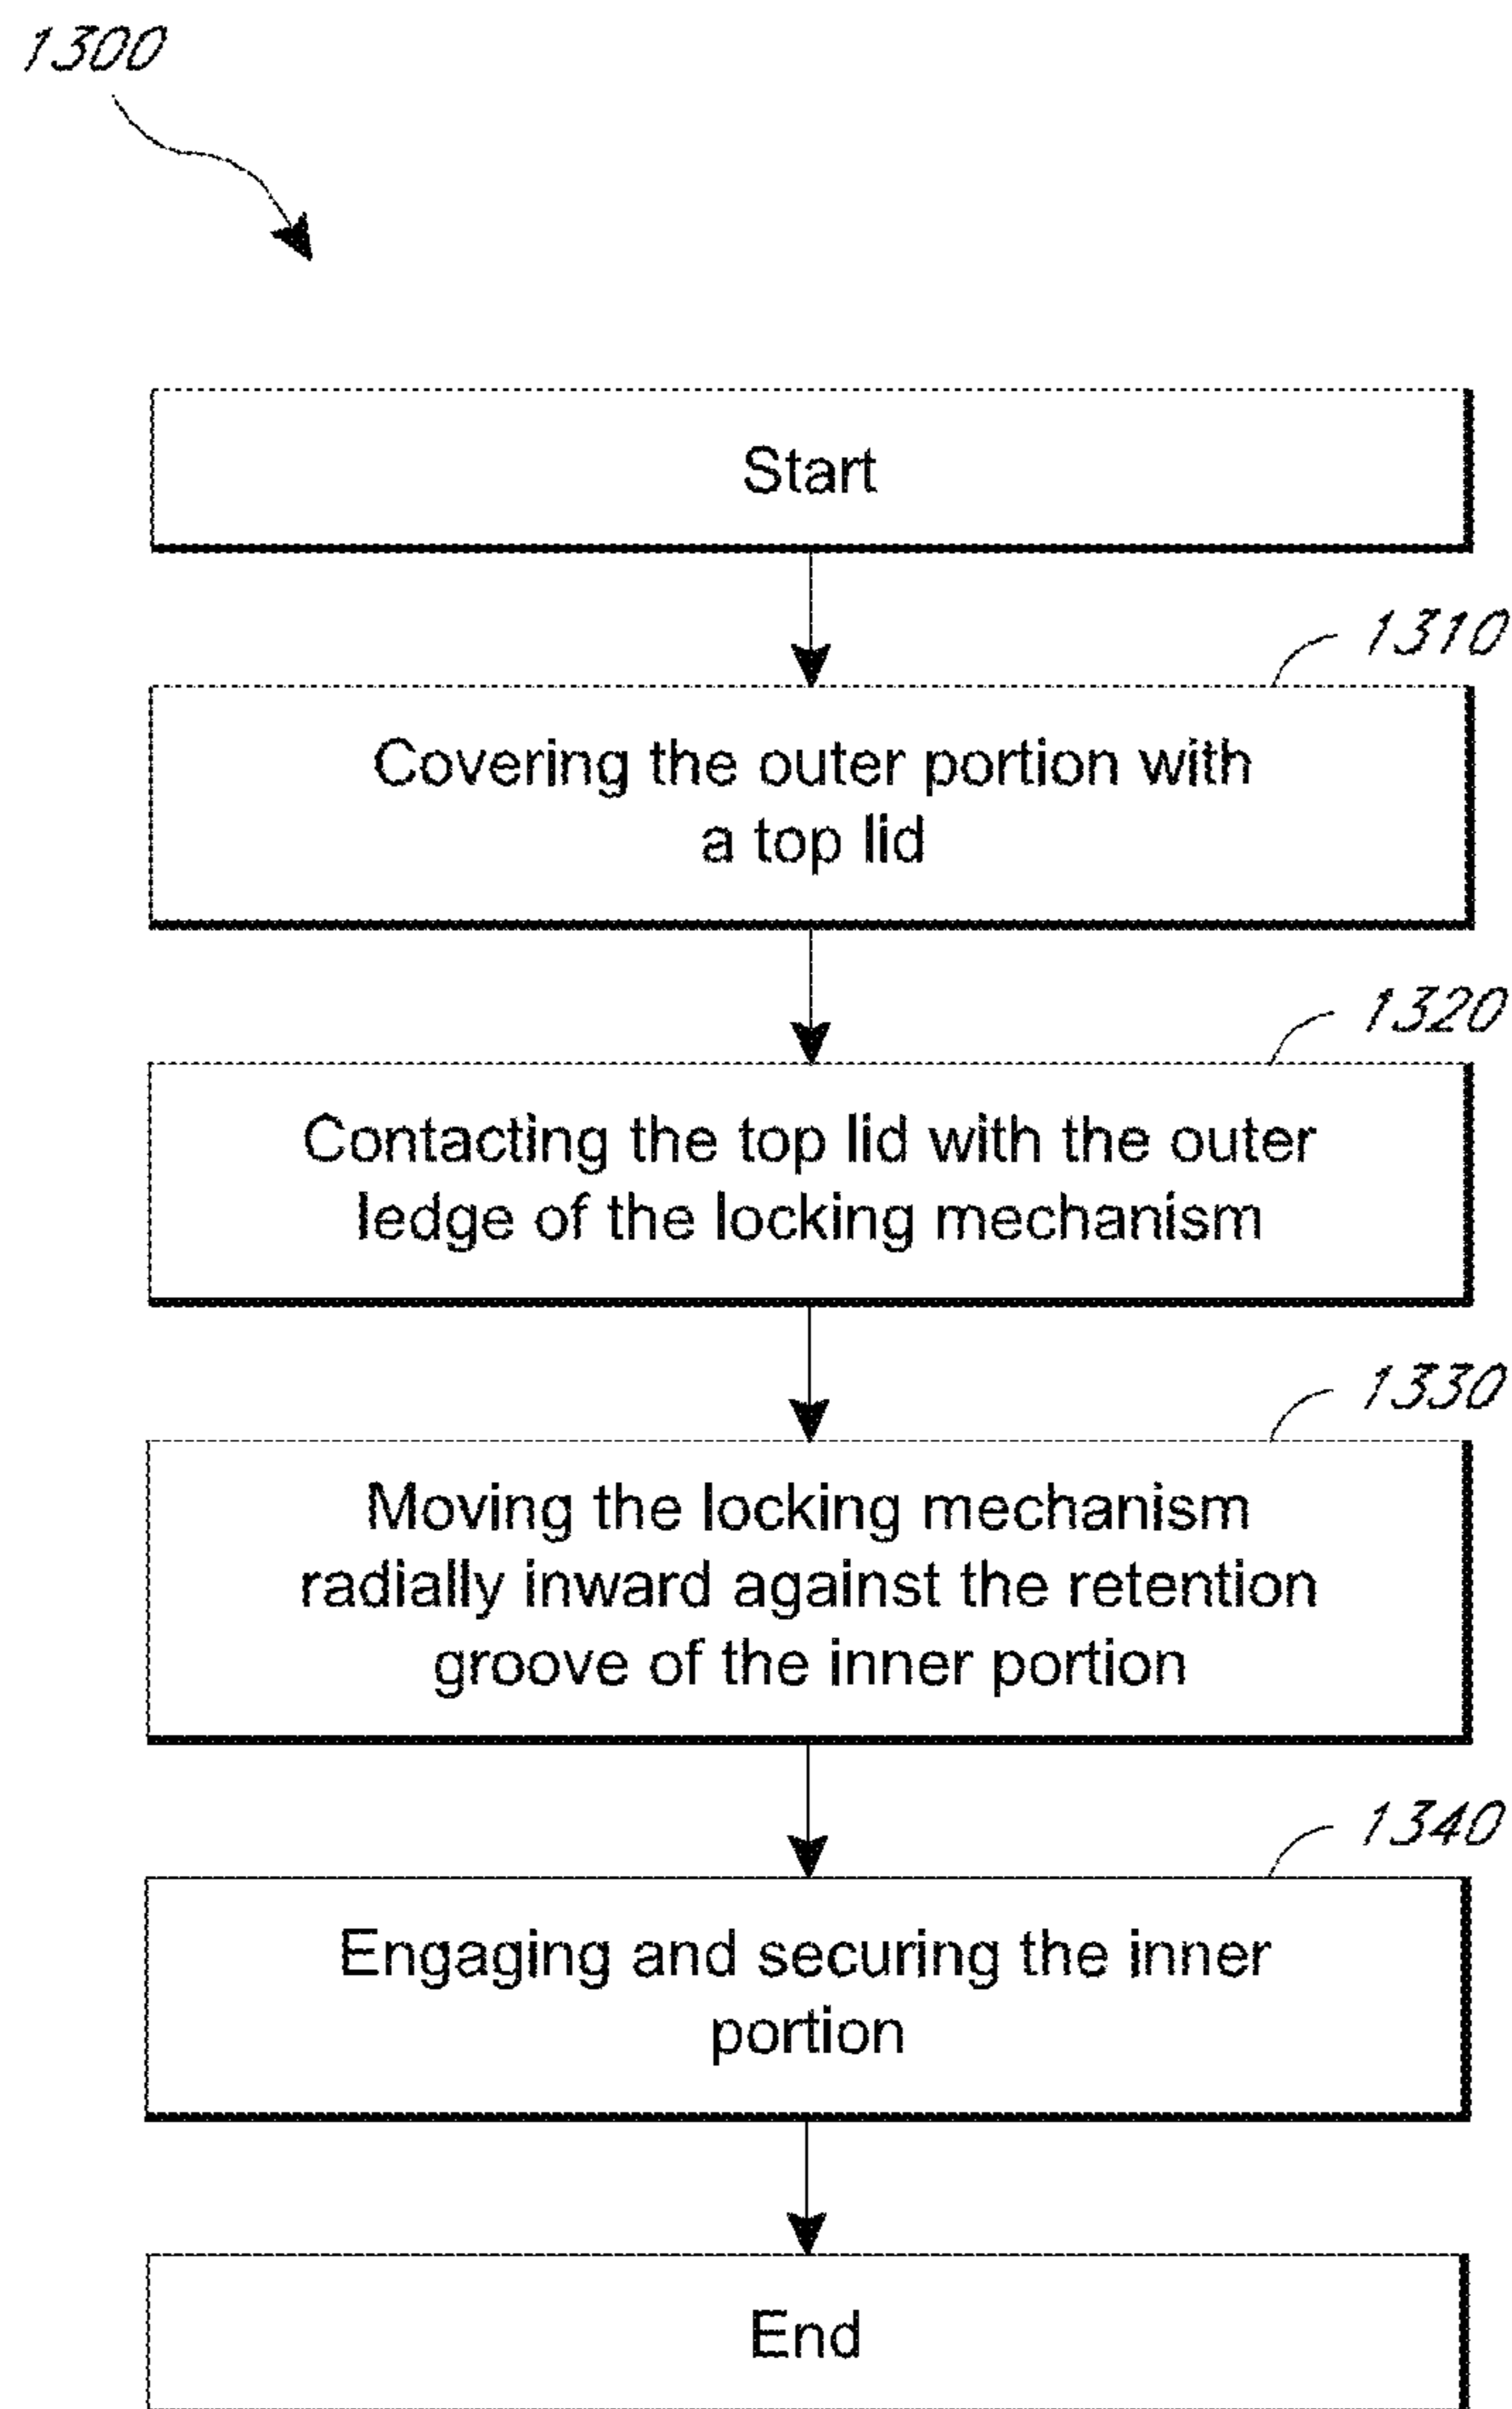 1300
Start
1310
Covering the outer portion with
a top lid
1320
Contacting the top lid with the outer
ledge of the locking mechanism
1330
Moving the locking mechanism
radially inward against the retention
groove of the inner portion
1340
Engaging and securing the inner
portion
End